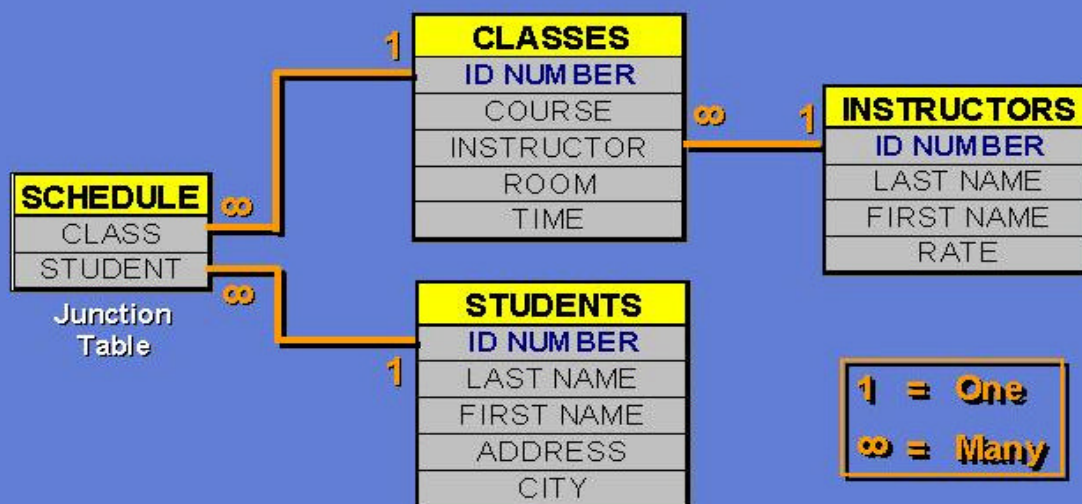 SCHEDULE
CLASS
STUDENT
Junction
Table
∞
∞
1
1
CLASSES
ID NUMBER
COURSE
INSTRUCTOR
ROOM
TIME
∞
1
STUDENTS
ID NUMBER
LAST NAME
FIRST NAME
ADDRESS
CITY
INSTRUCTORS
ID NUMBER
LAST NAME
FIRST NAME
RATE
1 = One
∞ = Many